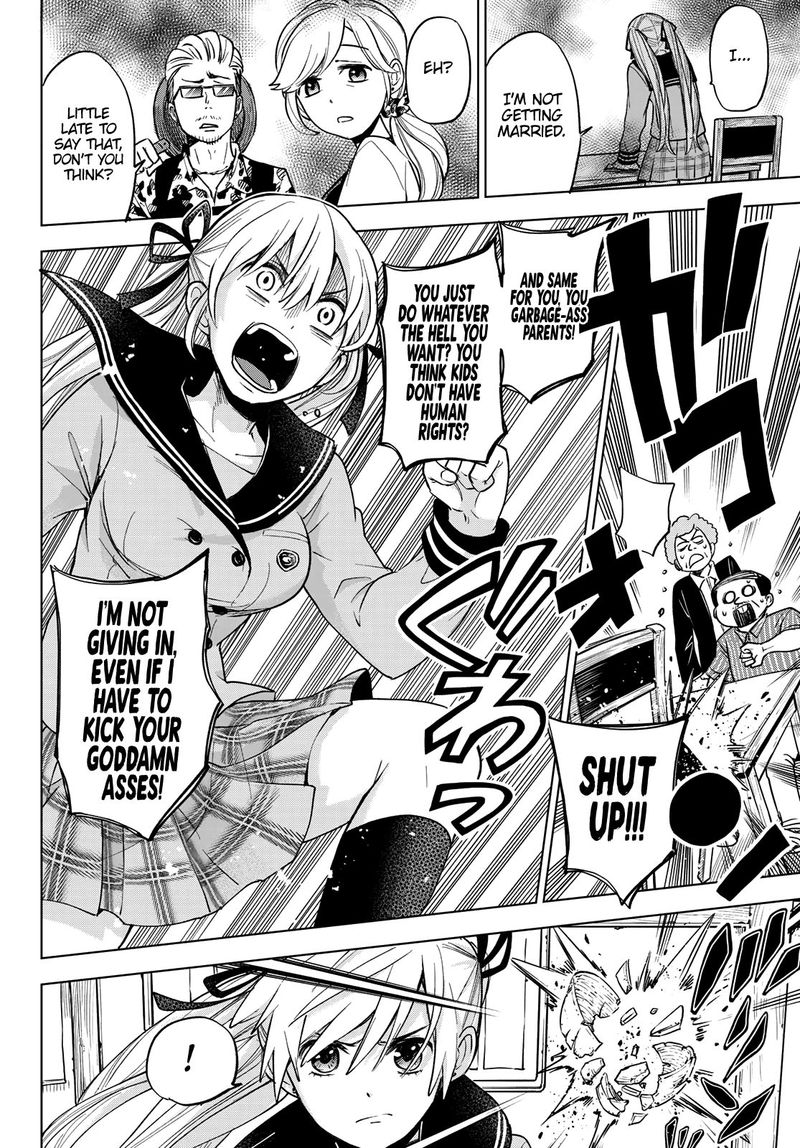 I...
I'M NOT
GETTING
MARRIED.
EH?
LITTLE
LATE TO
SAY THAT,
DON'T YOU
THINK?
ガタン
SHUT
UP!!!
AND SAME
FOR YOU, YOU
GARBAGE-ASS
PARENTS!
YOU JUST
DO WHATEVER
THE HELL YOU
WANT? YOU
THINK KIDS
DON'T HAVE
HUMAN
RIGHTS?
ぐわっ
I'M NOT
GIVING IN,
EVEN IF I
HAVE TO
KICK YOUR
GODDAMN
ASSES!
!